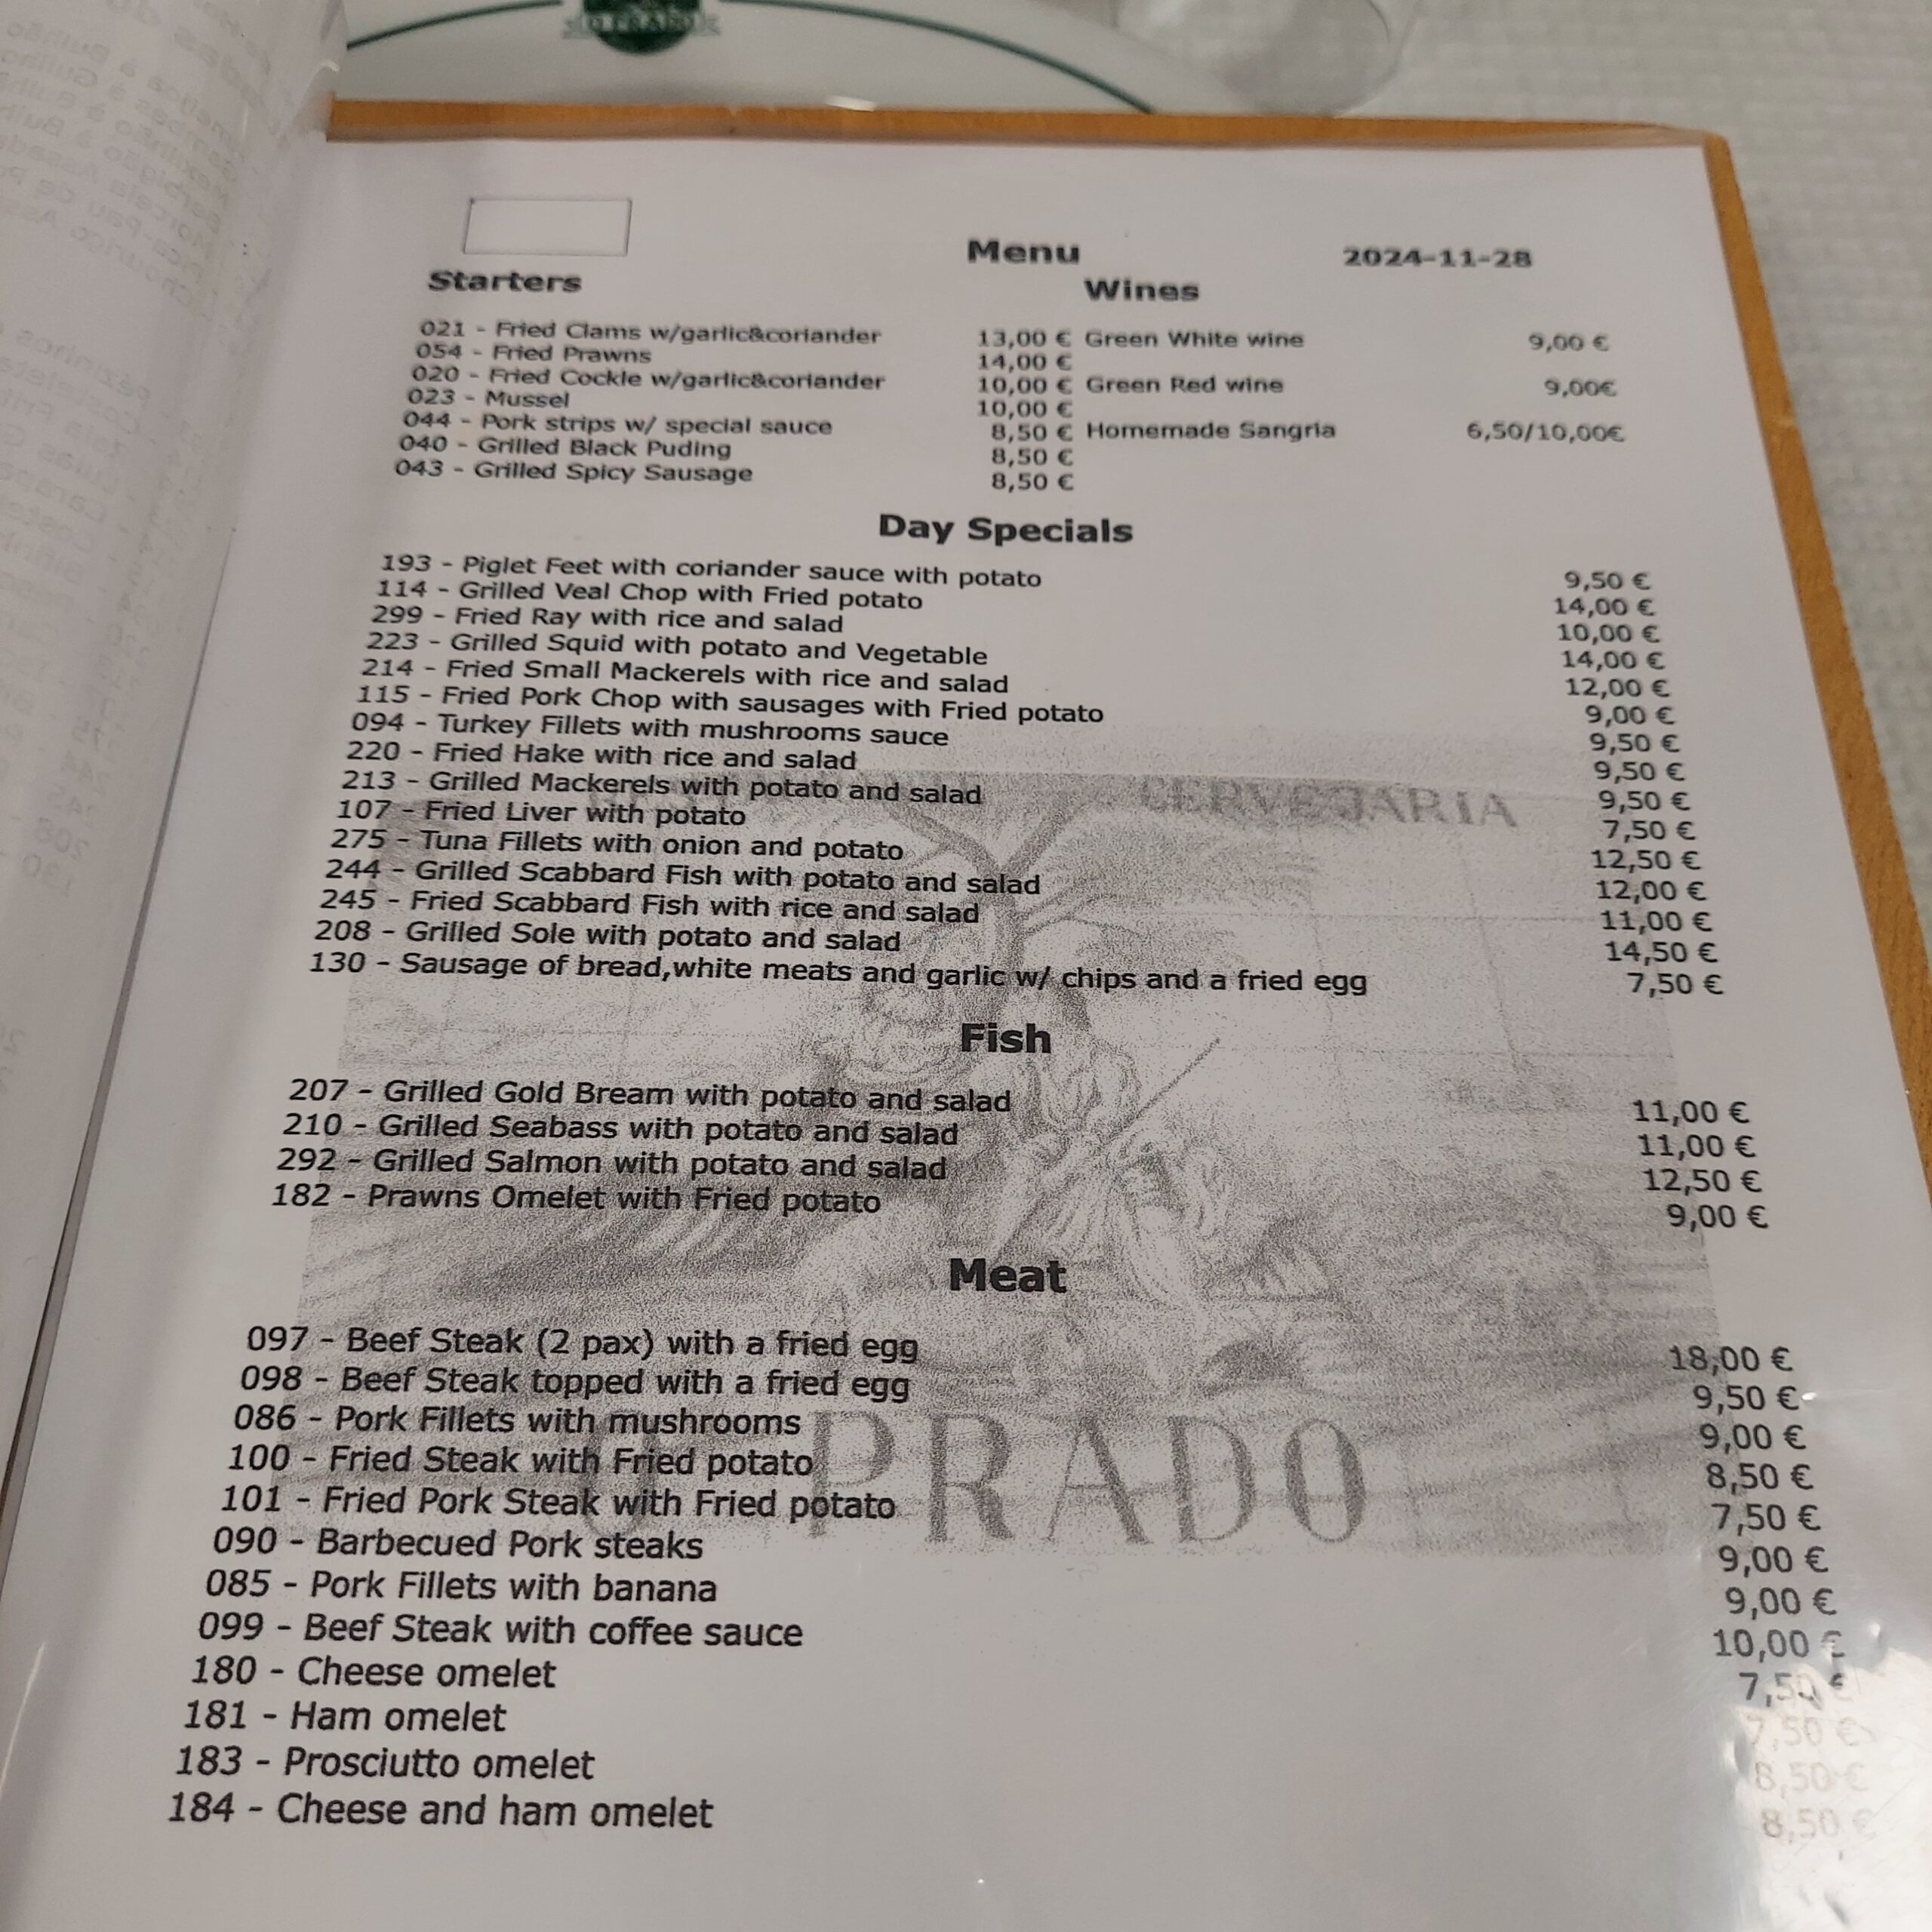 O PRADO
Menu 2024-11-28
Starters
021 - Fried Clams w/garlic&coriander 13,00 €
054 - Fried Prawns 14,00 €
020 - Fried Cockle w/garlic&coriander 10,00 €
023 - Mussel 10,00 €
044 - Pork strips w/ special sauce 8,50 €
040 - Grilled Black Puding 8,50 €
043 - Grilled Spicy Sausage 8,50 €
Wines
Green White wine 9,00 €
Green Red wine 9,00€
Homemade Sangria 6,50/10,00€
Day Specials
193 - Piglet Feet with coriander sauce with potato 9,50 €
114 - Grilled Veal Chop with Fried potato 14,00 €
299 - Fried Ray with rice and salad 10,00 €
223 - Grilled Squid with potato and Vegetable 14,00 €
214 - Fried Small Mackerels with rice and salad 12,00 €
115 - Fried Pork Chop with sausages with Fried potato 9,00 €
094 - Turkey Fillets with mushrooms sauce 9,50 €
220 - Fried Hake with rice and salad 9,50 €
213 - Grilled Mackerels with potato and salad 9,50 €
107 - Fried Liver with potato 7,50 €
275 - Tuna Fillets with onion and potato 12,50 €
244 - Grilled Scabbard Fish with potato and salad 12,00 €
245 - Fried Scabbard Fish with rice and salad 11,00 €
208 - Grilled Sole with potato and salad 14,50 €
130 - Sausage of bread,white meats and garlic w/ chips and a fried egg 7,50 €
CERVEJARIA
Fish
207 - Grilled Gold Bream with potato and salad 11,00 €
210 - Grilled Seabass with potato and salad 11,00 €
292 - Grilled Salmon with potato and salad 12,50 €
182 - Prawns Omelet with Fried potato 9,00 €
Meat
097 - Beef Steak (2 pax) with a fried egg 18,00 €
098 - Beef Steak topped with a fried egg 9,50 €
086 - Pork Fillets with mushrooms 9,00 €
100 - Fried Steak with Fried potato 8,50 €
101 - Fried Pork Steak with Fried potato 7,50 €
090 - Barbecued Pork steaks 9,00 €
085 - Pork Fillets with banana 9,00 €
099 - Beef Steak with coffee sauce 10,00 €
180 - Cheese omelet 7,50 €
181 - Ham omelet 7,50 €
183 - Prosciutto omelet 8,50 €
184 - Cheese and ham omelet 8,50 €
PRADO